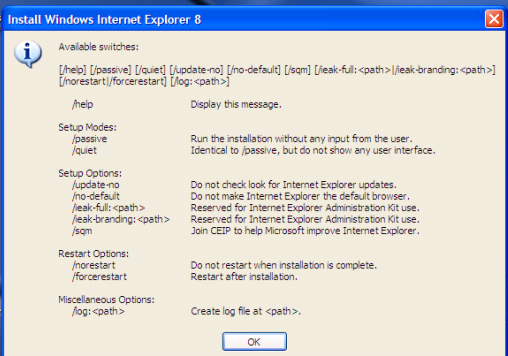 Install Windows Internet Explorer 8
Available switches:
[/help] [/passive] [/quiet] [/update-no] [/no-default] [/sqm] [/ieak-full:<path>|/ieak-branding:<path>]
[/norestart|/forcerestart] [/log:<path>]
/help Display this message.
Setup Modes:
/passive Run the installation without any input from the user.
/quiet Identical to /passive, but do not show any user interface.
Setup Options:
/update-no Do not check look for Internet Explorer updates.
/no-default Do not make Internet Explorer the default browser.
/ieak-full:<path> Reserved for Internet Explorer Administration Kit use.
/ieak-branding:<path> Reserved for Internet Explorer Administration Kit use.
/sqm Join CEIP to help Microsoft improve Internet Explorer.
Restart Options:
/norestart Do not restart when installation is complete.
/forcerestart Restart after installation.
Miscellaneous Options:
/log:<path> Create log file at <path>.
OK